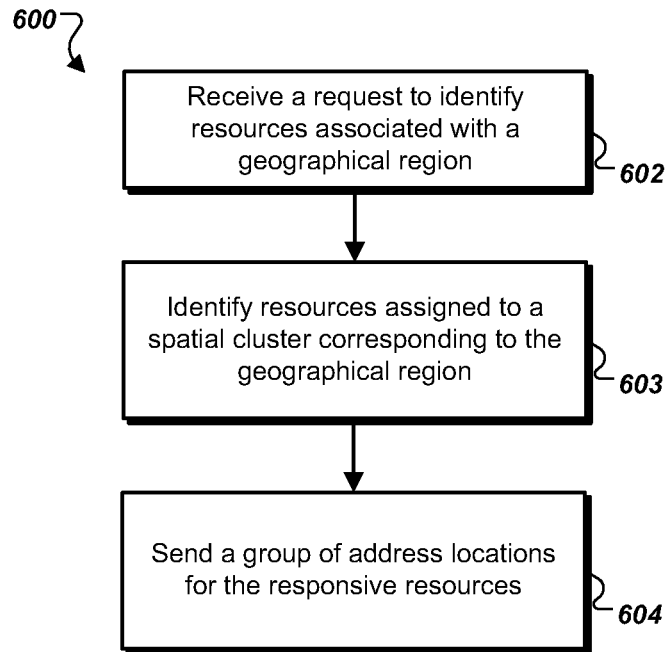 600
Receive a request to identify
resources associated with a
geographical region
602
Identify resources assigned to a
spatial cluster corresponding to the
geographical region
603
Send a group of address locations
for the responsive resources
604